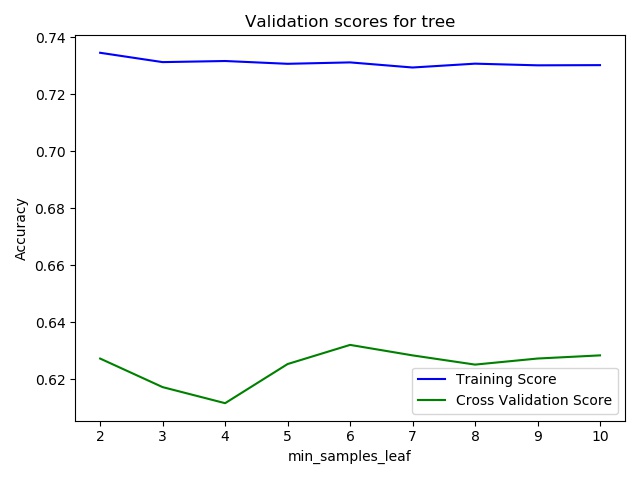 Validation scores for tree
0.74
0.72
0.70
0.68
0.66
0.64
0.62
Accuracy
Training Score
Cross Validation Score
2 3 4 5 6 7 8 9 10
min_samples_leaf